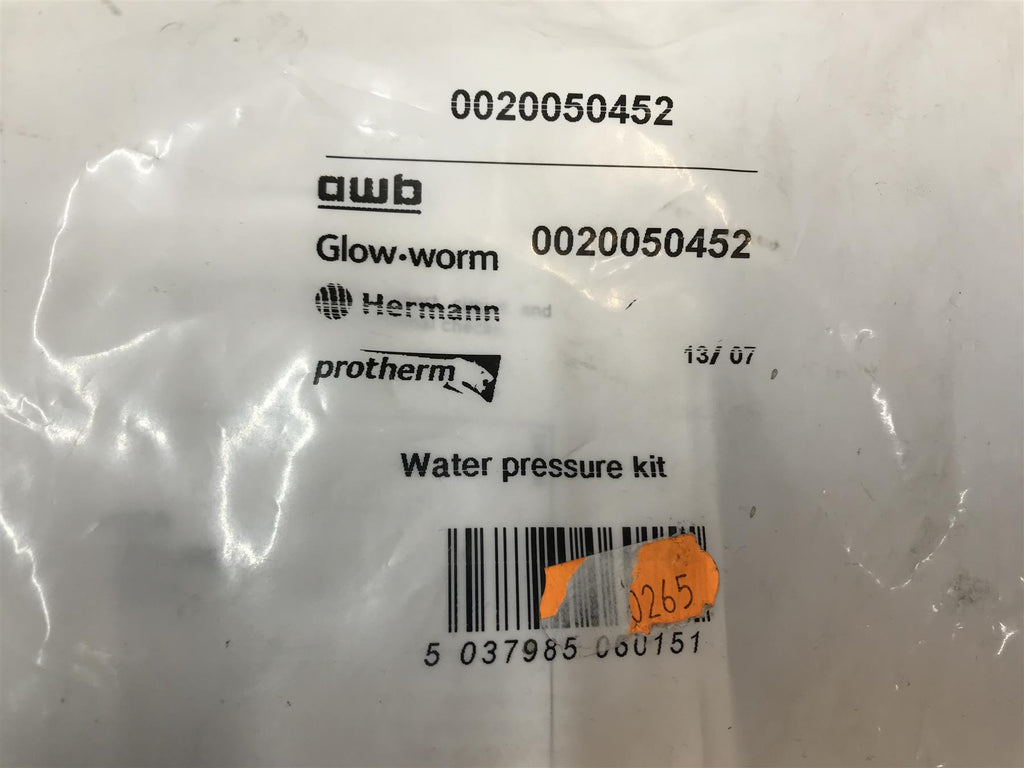 0020050452
awb
Glow-worm 0020050452
Hermann
13/ 07
protherm
Water pressure kit
0265
5 037985 060151